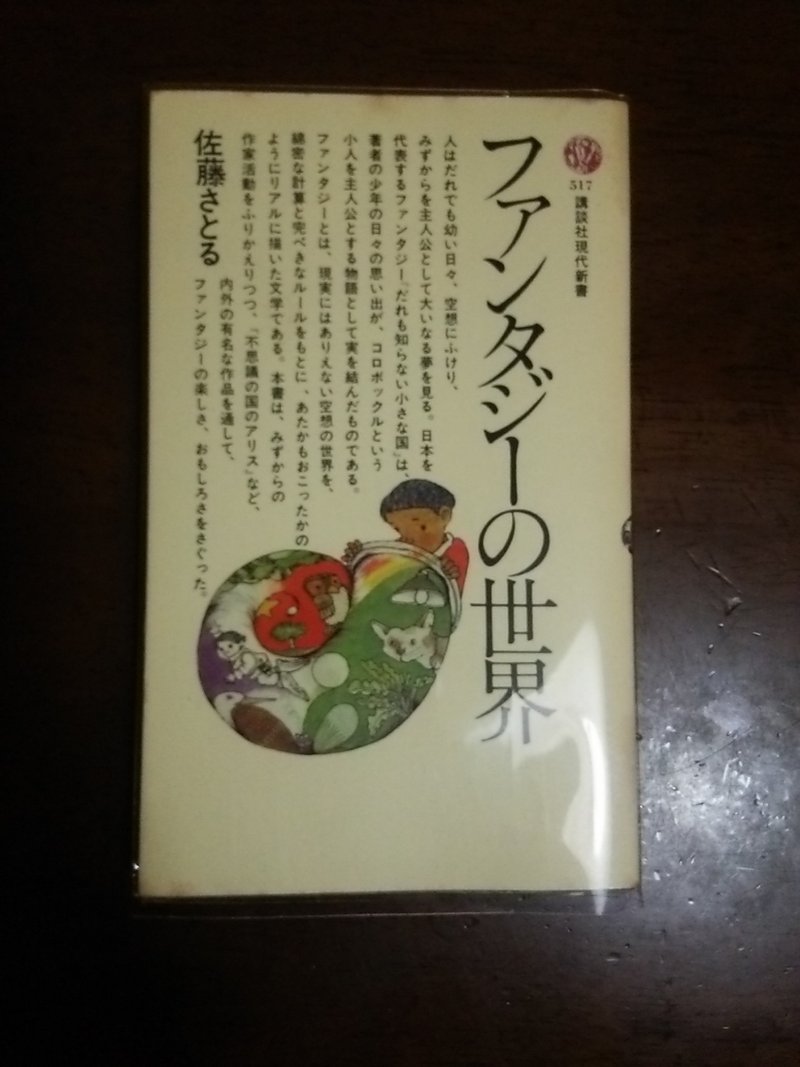 517
講談社現代新書
ファンタジーの世界
人はだれでも幼い日々、空想にふけり、
みずからを主人公として大いなる夢を見る。日本を
代表するファンタジー『だれも知らない小さな国』は、
著者の少年の日々の思い出が、コロボックルという
小人を主人公とする物語として実を結んだものである。
ファンタジーとは、現実にはありえない空想の世界を、
綿密な計算と完ぺきなルールをもとに、あたかもおこったかの
ようにリアルに描いた文学である。本書は、みずからの
作家活動をふりかえりつつ、『不思議の国のアリス』など、
内外の有名な作品を通して、
ファンタジーの楽しさ、おもしろさをさぐった。
佐藤さとる